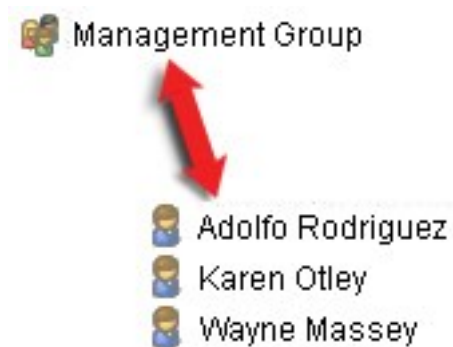 Management Group
Adolfo Rodriguez
Karen Otley
Wayne Massey